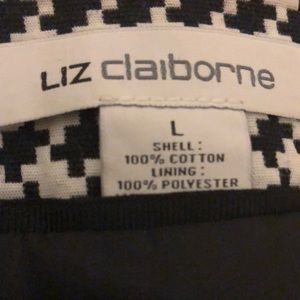 LIZ claiborne
L
SHELL:
100% COTTON
LINING:
100% POLYESTER